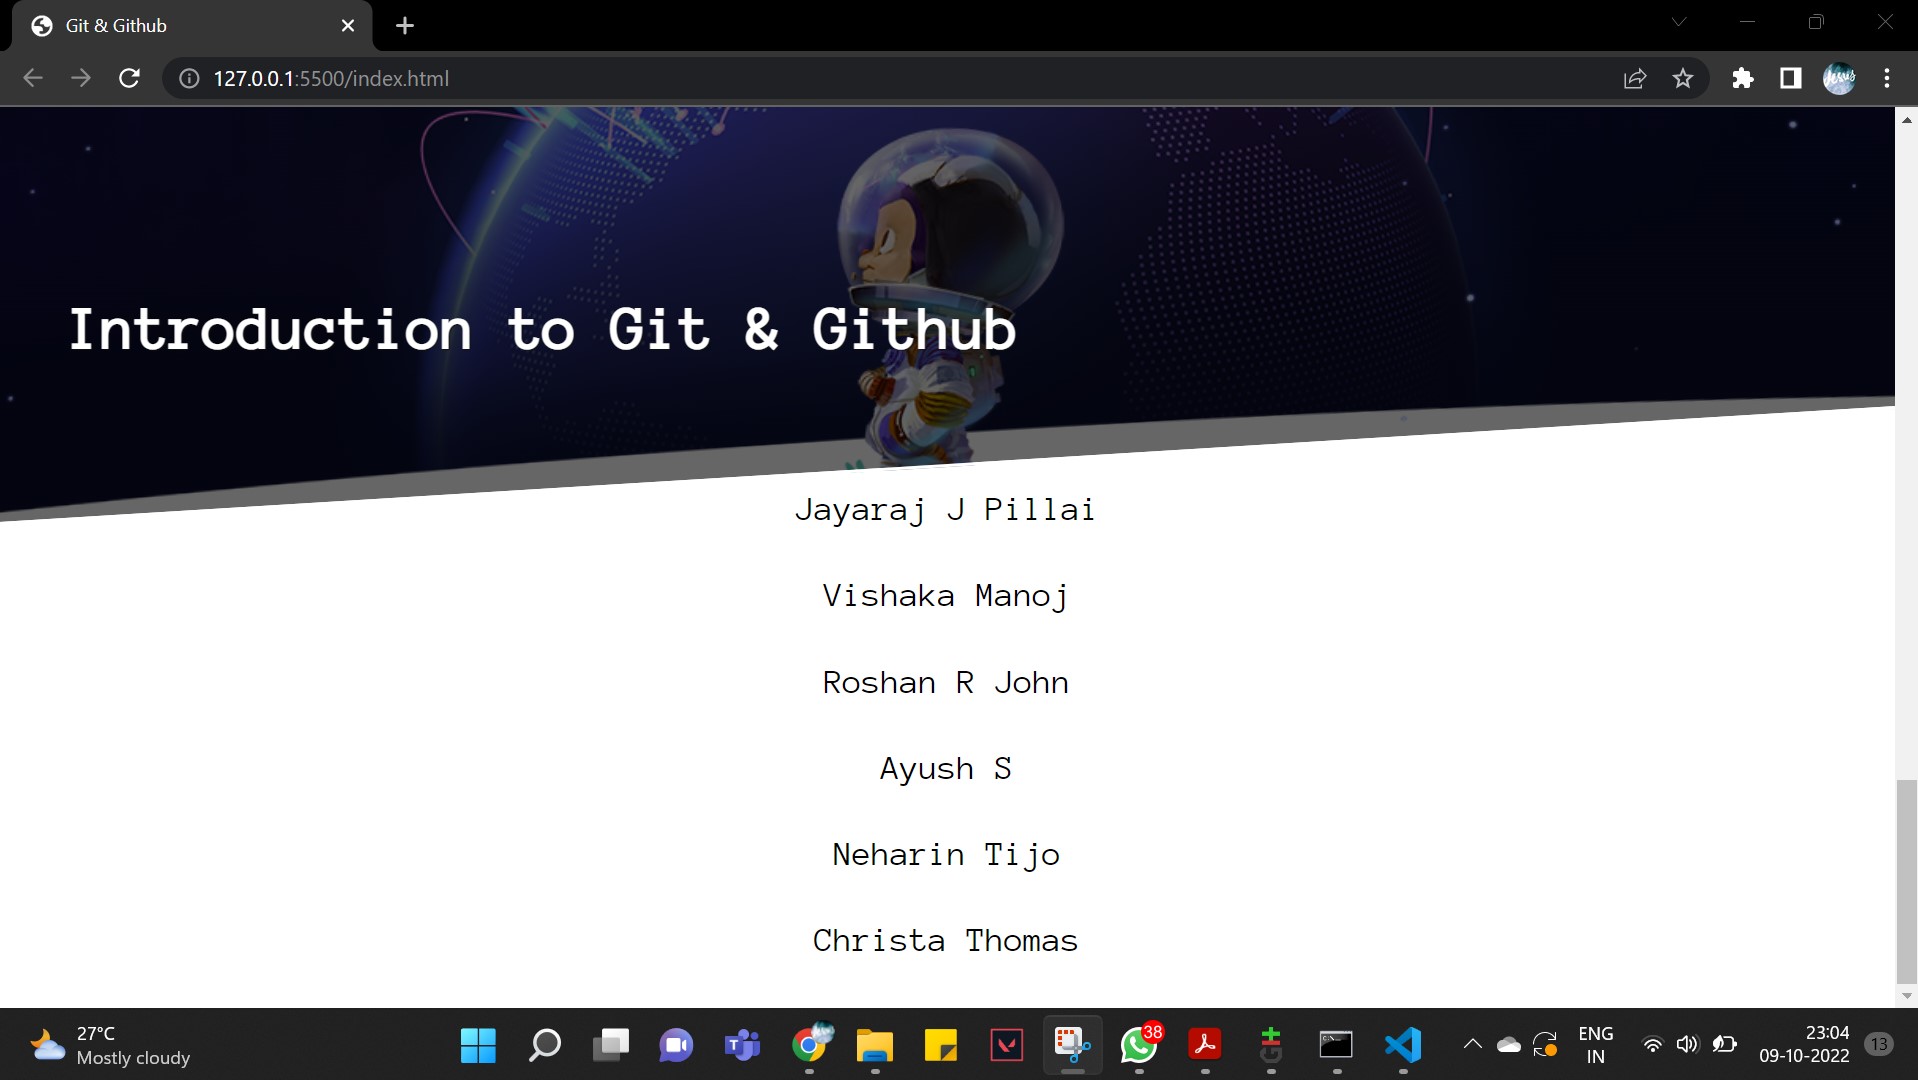 Git & Github
127.0.0.1:5500/index.html
Introduction to Git & Github
Jayaraj J Pillai
Vishaka Manoj
Roshan R John
Ayush S
Neharin Tijo
Christa Thomas
27°C
Mostly cloudy
38
ENG
IN
23:04
09-10-2022
13